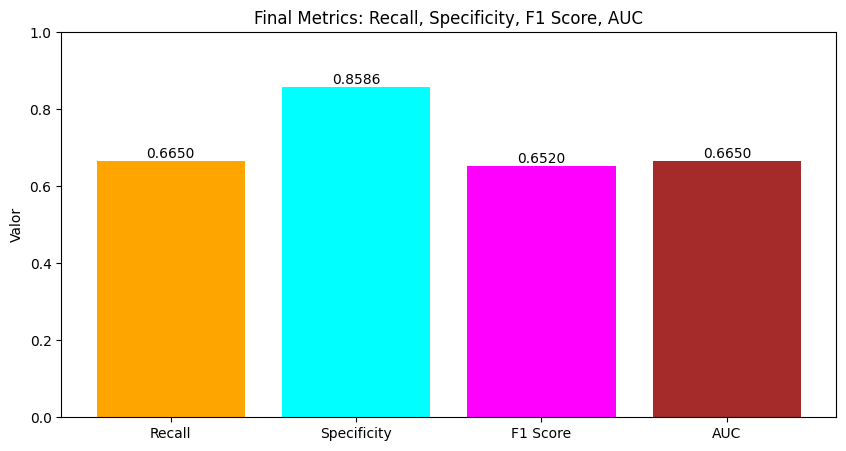 Final Metrics: Recall, Specificity, F1 Score, AUC
Valor
1.0
0.8
0.6
0.4
0.2
0.0
0.6650
0.8586
0.6520
0.6650
Recall
Specificity
F1 Score
AUC